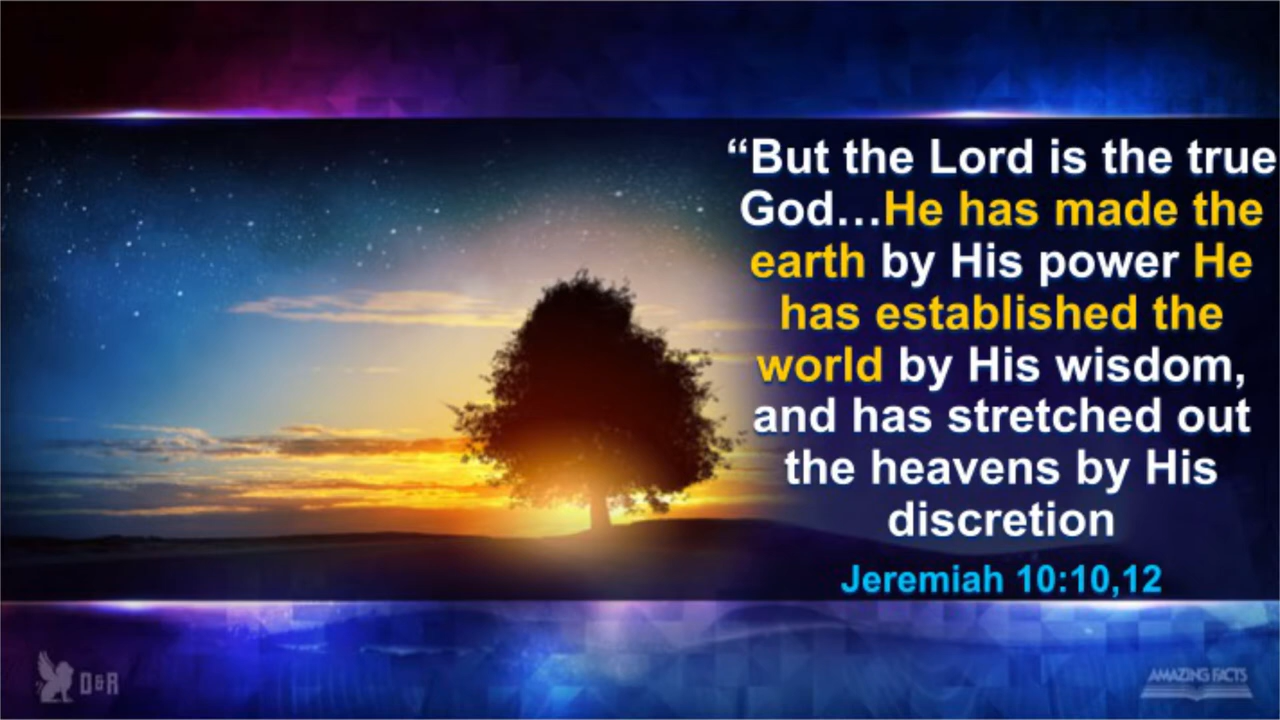 “But the Lord is the true
God…He has made the
earth by His power He
has established the
world by His wisdom,
and has stretched out
the heavens by His
discretion
Jeremiah 10:10,12
D&R
AMAZING FACTS